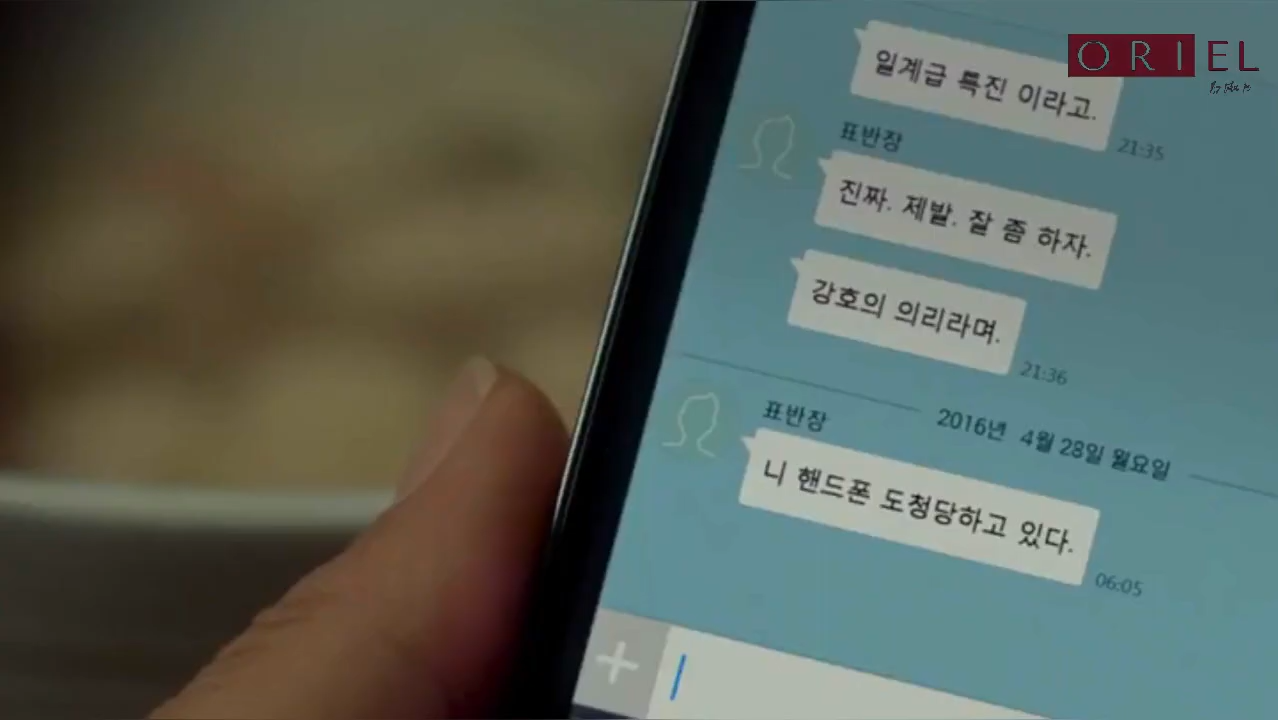 ORIEL
일계급 특진 이라고.
21:35
표반장
진짜. 제발. 잘 좀 하자.
강호의 의리라며.
21:36
2016년 4월 28일 월요일
표반장
니 핸드폰 도청당하고 있다.
06:05